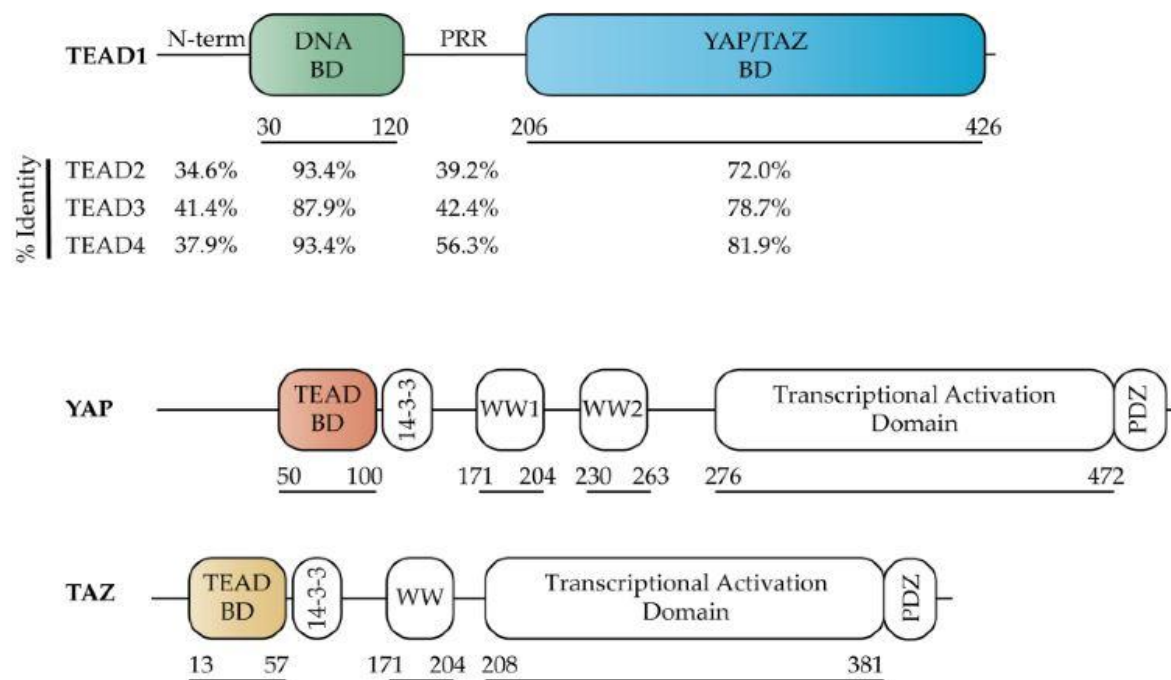 N-term DNA BD PRR YAP/TAZ BD
TEAD1
30 120 206 426
% Identity
TEAD2 34.6% 93.4% 39.2% 72.0%
TEAD3 41.4% 87.9% 42.4% 78.7%
TEAD4 37.9% 93.4% 56.3% 81.9%
YAP TEAD BD 14-3-3 WW1 WW2 Transcriptional Activation Domain PDZ
50 100 171 204 230 263 276 472
TAZ TEAD BD 14-3-3 WW Transcriptional Activation Domain PDZ
13 57 171 204 208 381